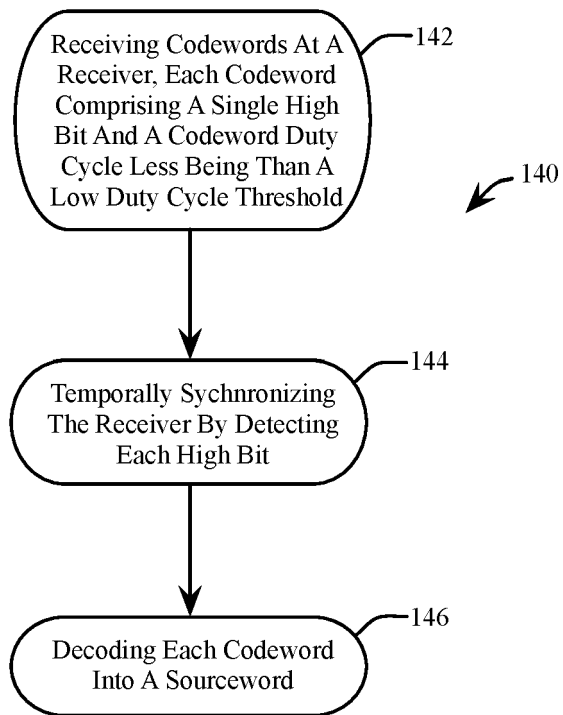 Receiving Codewords At A
Receiver, Each Codeword
Comprising A Single High
Bit And A Codeword Duty
Cycle Less Being Than A
Low Duty Cycle Threshold
142
140
Temporally Sychnronizing
The Receiver By Detecting
Each High Bit
144
Decoding Each Codeword
Into A Sourceword
146